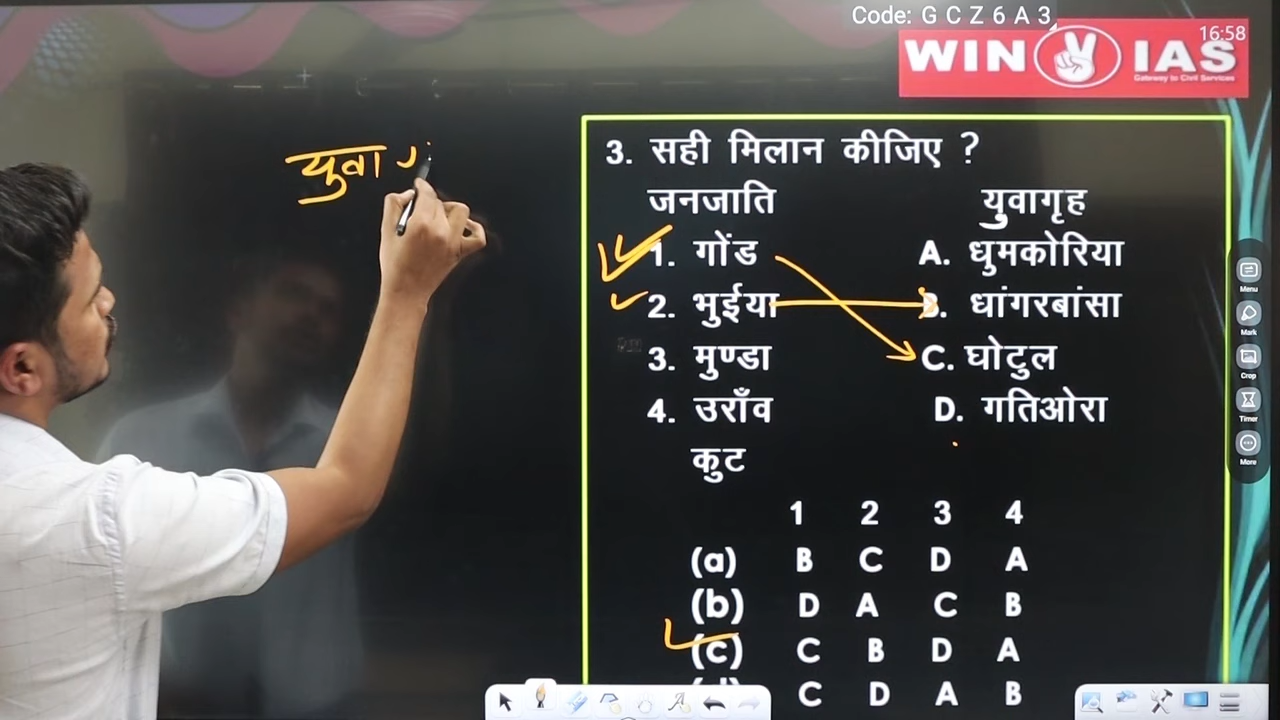 Code: G C Z 6 A 3
16:58
WIN IAS
Gateway to Civil Services
युवा
3. सही मिलान कीजिए ?
जनजाति युवागृह
1. गोंड A. धुमकोरिया
2. भुईया B. धांगरबांसा
3. मुण्डा C. घोटुल
4. उराँव D. गतिओरा
कुट
1 2 3 4
(a) B C D A
(b) D A C B
(c) C B D A
(d) C D A B
Menu
Mark
Crop
Timer
More